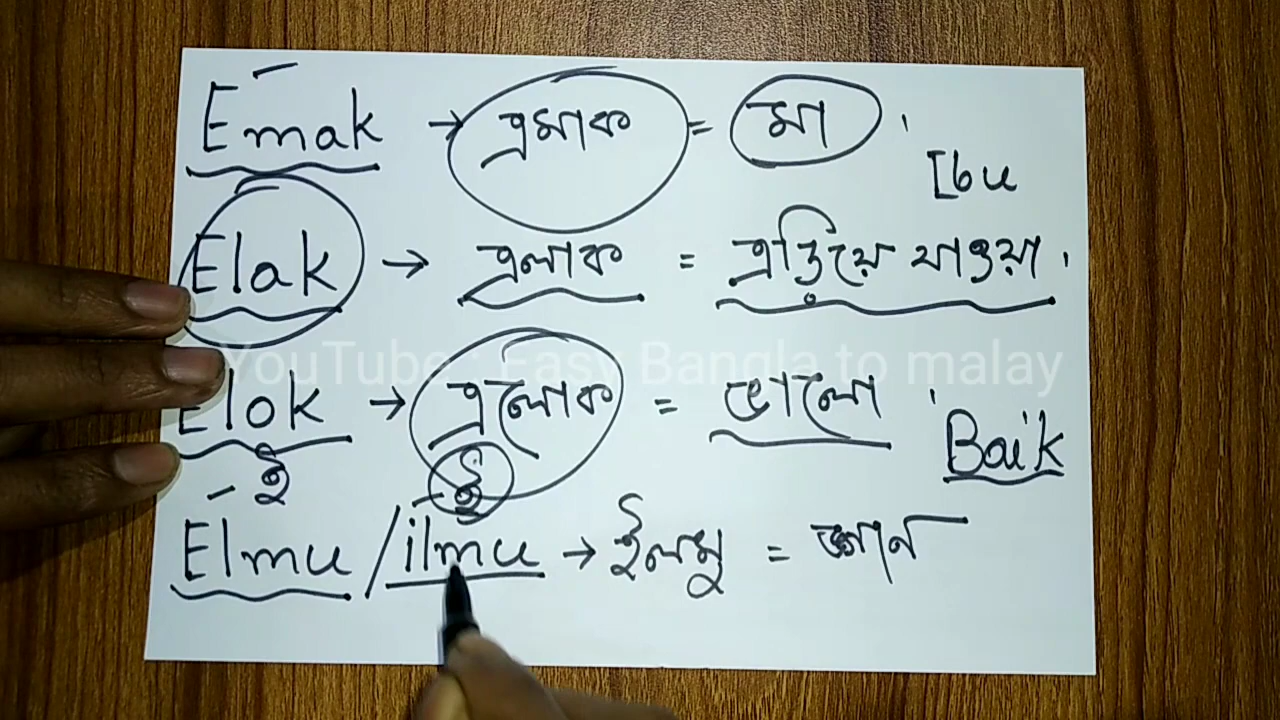 Emak → এমাক = মা .
Ibu
Elak → এলাক = এড়িয়ে যাওয়া .
YouTube : Easy Bangla to malay
Elok → এলোক = ভালো .
Baik
- ই - ই
Elmu / ilmu → ইলমু = জ্ঞান